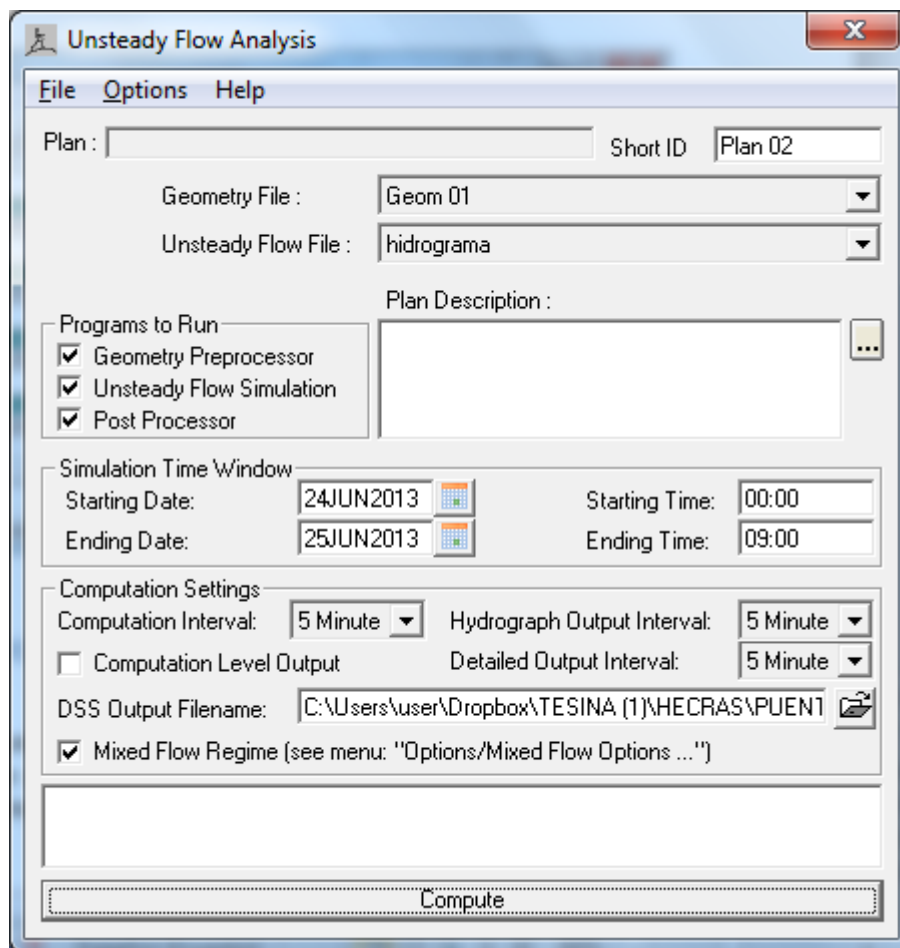 Unsteady Flow Analysis
File Options Help
Plan : Short ID Plan 02
Geometry File : Geom 01
Unsteady Flow File : hidrograma
Plan Description :
Programs to Run
Geometry Preprocessor
Unsteady Flow Simulation
Post Processor
...
Simulation Time Window
Starting Date: 24JUN2013 Starting Time: 00:00
Ending Date: 25JUN2013 Ending Time: 09:00
Computation Settings
Computation Interval: 5 Minute Hydrograph Output Interval: 5 Minute
Computation Level Output Detailed Output Interval: 5 Minute
DSS Output Filename: C:\Users\user\Dropbox\TESINA (1)\HECRAS\PUENT
Mixed Flow Regime (see menu: "Options/Mixed Flow Options ...")
Compute